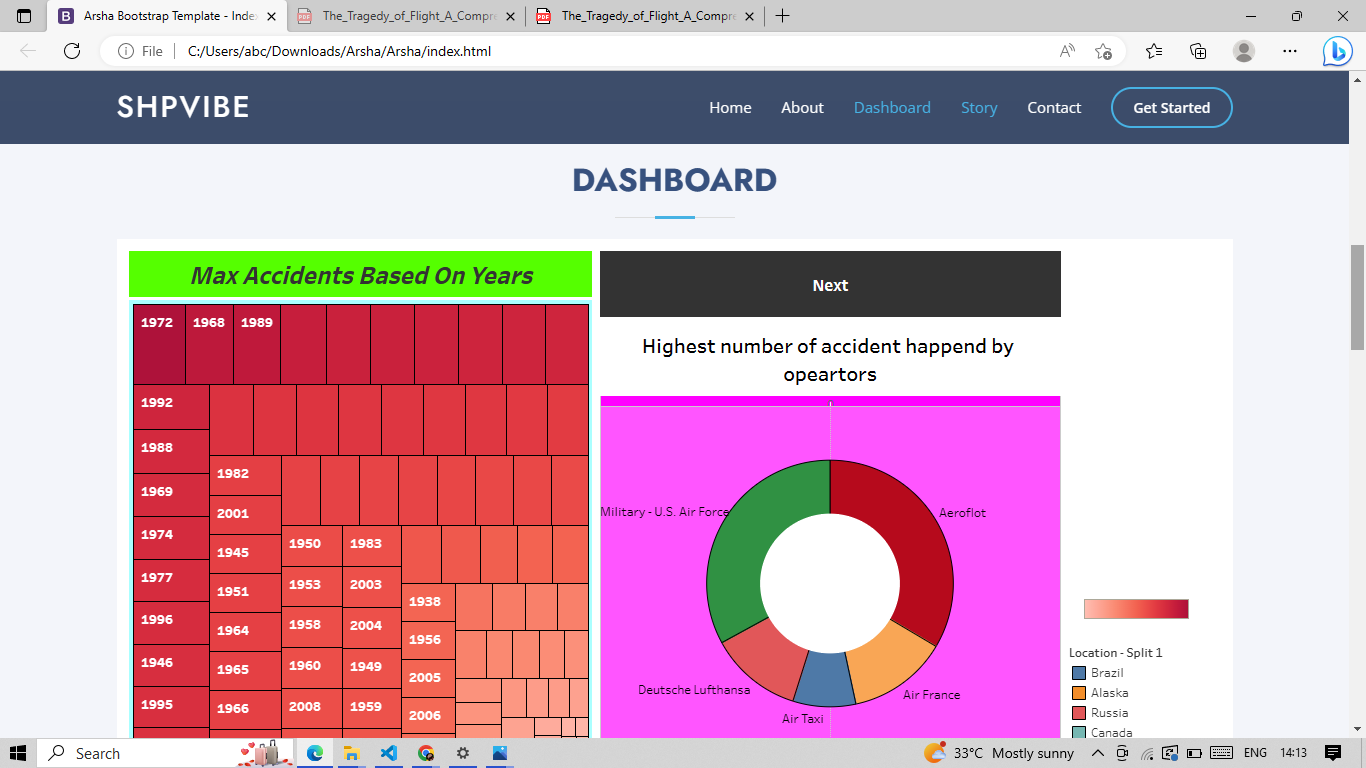 Arsha Bootstrap Template - Index
The_Tragedy_of_Flight_A_Compre
The_Tragedy_of_Flight_A_Compre
File
C:/Users/abc/Downloads/Arsha/Arsha/index.html
SHPVIBE
Home
About
Dashboard
Story
Contact
Get Started
DASHBOARD
Max Accidents Based On Years
1972
1968
1989
1992
1988
1969
1974
1977
1996
1946
1995
1982
2001
1945
1951
1964
1965
1966
1950
1953
1958
1960
2008
1983
2003
2004
1949
1959
1938
1956
2005
2006
Next
Highest number of accident happend by
opeartors
Military - U.S. Air Force
Aeroflot
Deutsche Lufthansa
Air Taxi
Air France
Location - Split 1
Brazil
Alaska
Russia
Canada
Search
33°C Mostly sunny
ENG
14:13